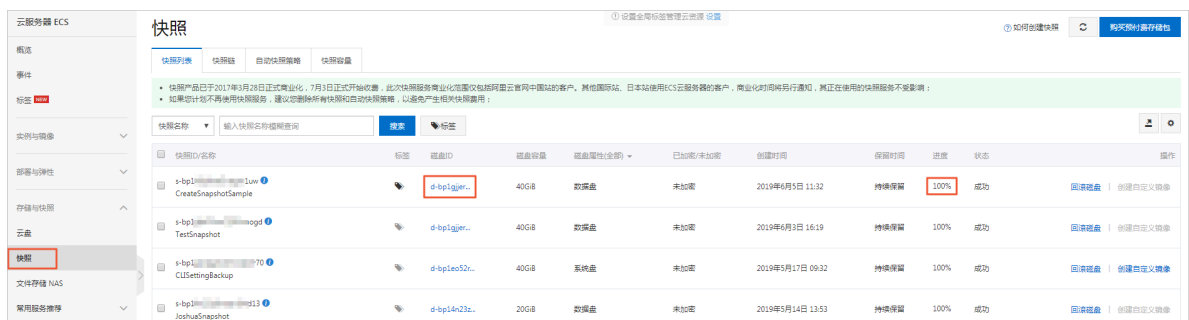 云服务器 ECS
概览
事件
标签 NEW
实例与镜像
部署与弹性
存储与快照
云盘
快照
文件存储 NAS
常用服务推荐
快照
设置全局标签管理云资源 设置
如何创建快照
购买预付费存储包
快照列表 快照链 自动快照策略 快照容量
• 快照产品已于2017年3月28日正式商业化，7月3日正式开始收费，此次快照服务商业化范围仅包括阿里云官网中国站的客户。其他国际站、日本站使用ECS云服务器的客户，商业化时间将另行通知，其正在使用的快照服务不受影响；
• 如果您计划不再使用快照服务，建议您删除所有快照和自动快照策略，以避免产生相关快照费用；
快照名称 ▼ 输入快照名称模糊查询 搜索 标签
快照ID/名称 标签 磁盘ID 磁盘容量 磁盘属性(全部) 已加密/未加密 创建时间 保留时间 进度 状态 操作
s-bp1 1uw d-bp1gjjer... 40GiB 数据盘 未加密 2019年6月5日 11:32 持续保留 100% 成功 回滚磁盘 | 创建自定义镜像
CreateSnapshotSample
s-bp1 mogd d-bp1gjjer... 40GiB 数据盘 未加密 2019年6月3日 16:19 持续保留 100% 成功 回滚磁盘 | 创建自定义镜像
TestSnapshot
s-bp1 70 d-bp1eo52r... 40GiB 系统盘 未加密 2019年5月17日 09:32 持续保留 100% 成功 回滚磁盘 | 创建自定义镜像
CLISettingBackup
s-bp1 d13 d-bp14n23z... 20GiB 数据盘 未加密 2019年5月14日 13:53 持续保留 100% 成功 回滚磁盘 | 创建自定义镜像
JoshuaSnapshot